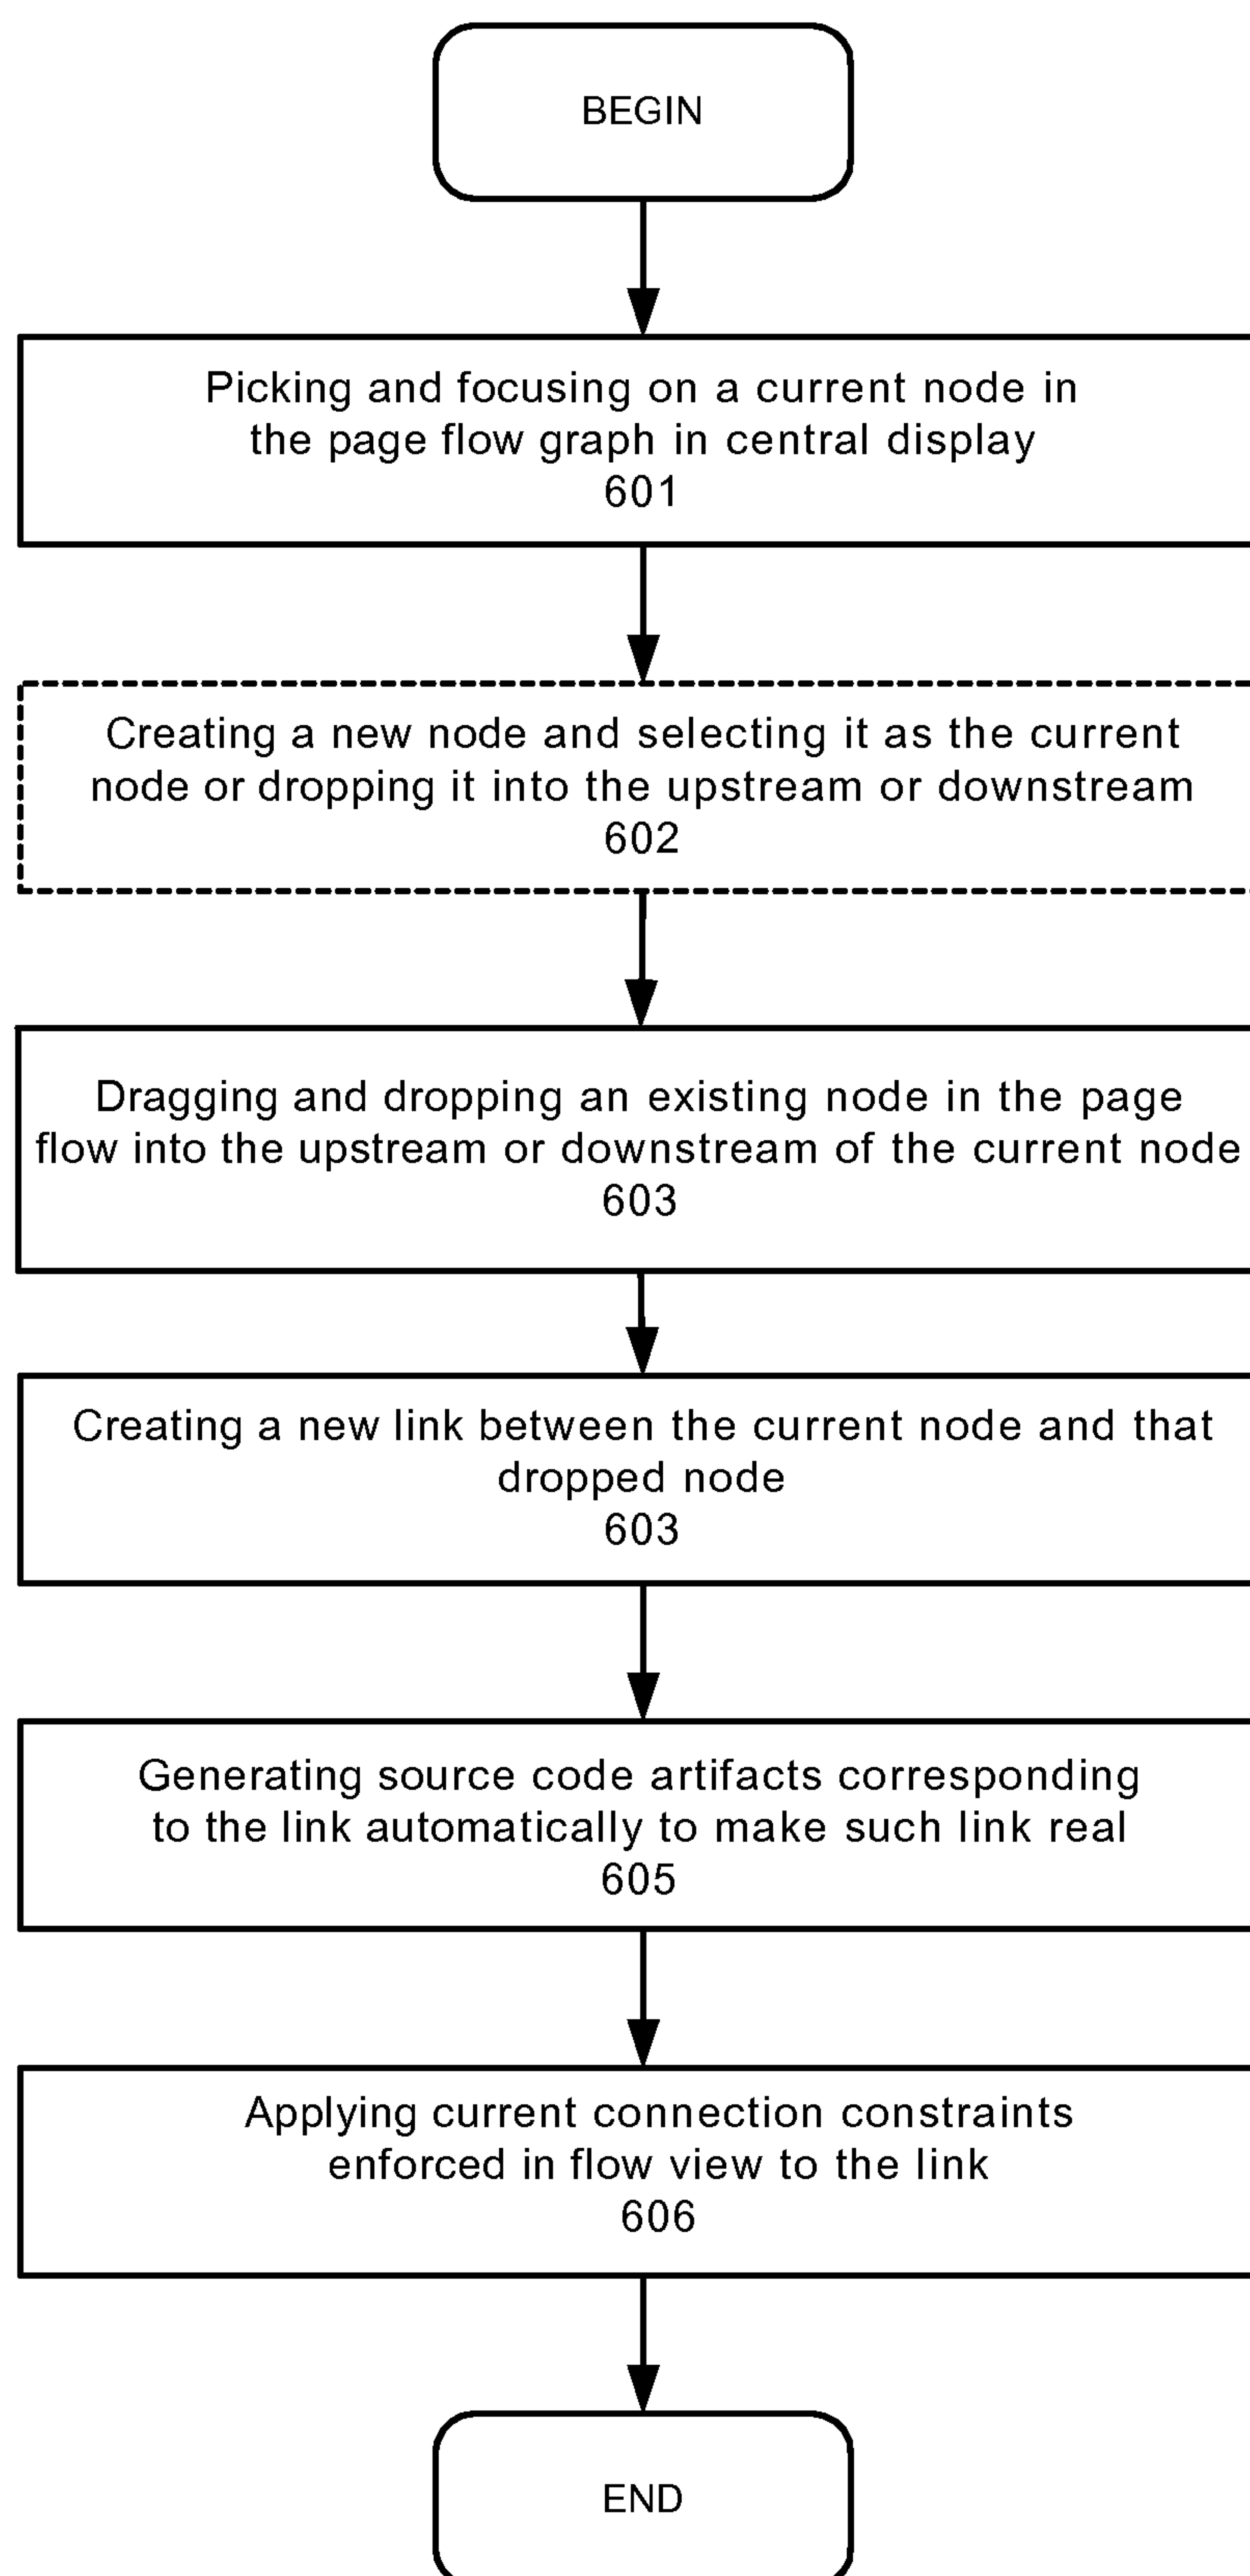 BEGIN
Picking and focusing on a current node in
the page flow graph in central display
601
Creating a new node and selecting it as the current
node or dropping it into the upstream or downstream
602
Dragging and dropping an existing node in the page
flow into the upstream or downstream of the current node
603
Creating a new link between the current node and that
dropped node
603
Generating source code artifacts corresponding
to the link automatically to make such link real
605
Applying current connection constraints
enforced in flow view to the link
606
END